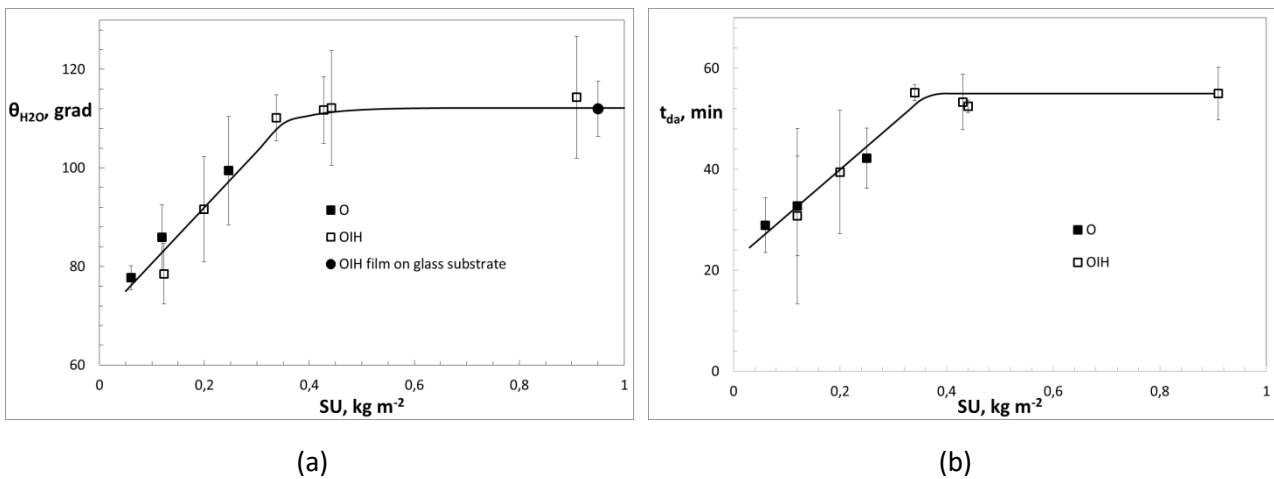 120
θH2O, grad
100
80
60
0
0,2
0,4
0,6
0,8
1
SU, kg m-2
O
OIH
OIH film on glass substrate
(a)
60
tda, min
40
20
0
0
0,2
0,4
0,6
0,8
1
SU, kg m-2
O
OIH
(b)